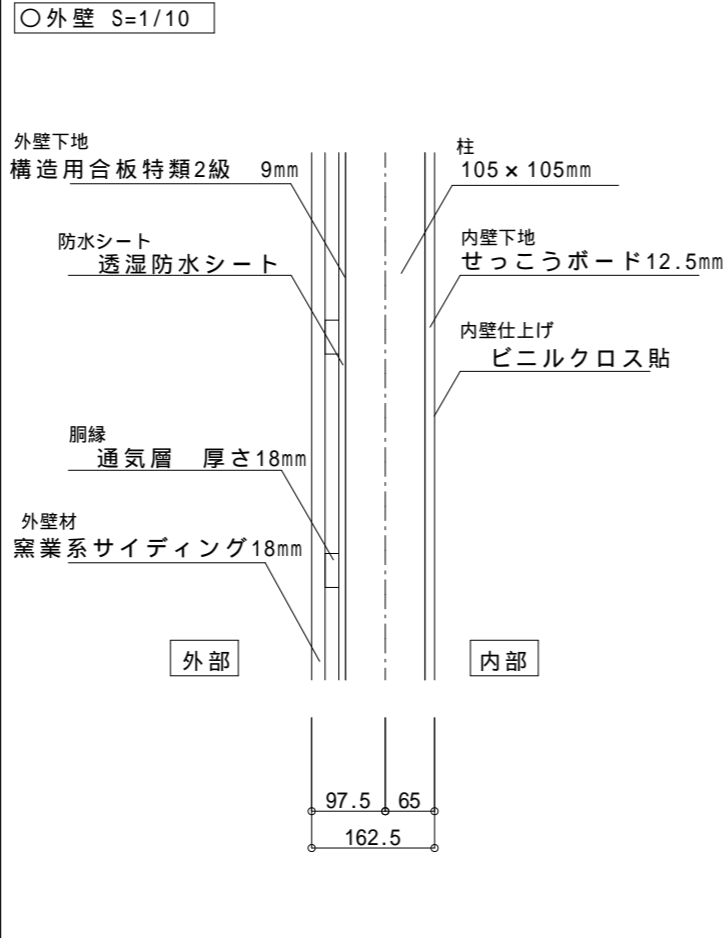 ○外壁 S=1/10
外壁下地
構造用合板特類2級 9mm
防水シート
透湿防水シート
胴縁
通気層 厚さ18mm
外壁材
窯業系サイディング18mm
外部
柱
105×105mm
内壁下地
せっこうボード12.5mm
内壁仕上げ
ビニルクロス貼
内部
97.5 65
162.5